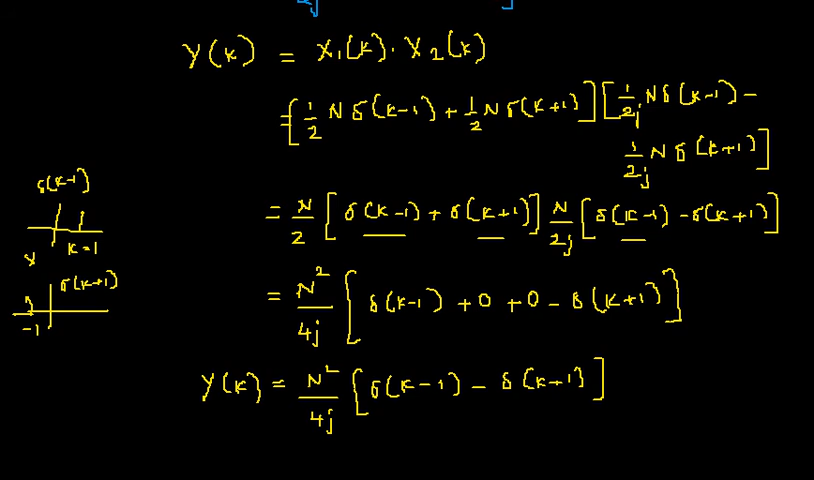 Y(k) = X₁(k) . X₂(k)
= [1/2 N δ(k-1) + 1/2 N δ(k+1)] [1/2j N δ(k-1) -
1/2j N δ(k+1)]
= N/2 [δ(k-1) + δ(k+1)] N/2j [δ(k-1) - δ(k+1)]
= N²/4j [δ(k-1) + 0 + 0 - δ(k+1)]
Y(k) = N²/4j [δ(k-1) - δ(k+1)]
δ(k-1)
k=1
x
δ(k+1)
-1